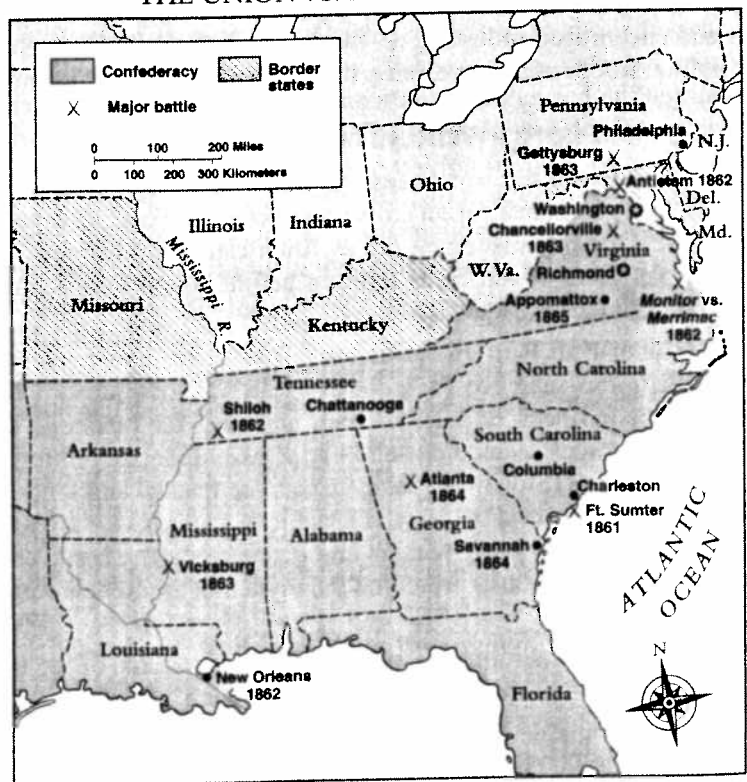 THE UNION
Confederacy
Border
states
Major battle
0 100 200 Miles
0 100 200 300 Kilometers
Pennsylvania
Philadelphia
N.J.
Gettysburg
1863
Antietam 1862
Ohio
Del.
Illinois
Indiana
Washington
Chancellorville
1863
Md.
Virginia
W.Va.
Richmond
Mississippi R.
Missouri
Kentucky
Appomattox
1865
Monitor vs.
Merrimac
1862
Tennessee
North Carolina
Shiloh
1862
Chattanooga
South Carolina
Arkansas
Columbia
Atlanta
1864
Charleston
Ft. Sumter
1861
Mississippi
Alabama
Georgia
Savannah
1864
Vicksburg
1863
ATLANTIC
OCEAN
Louisiana
N
New Orleans
1862
Florida